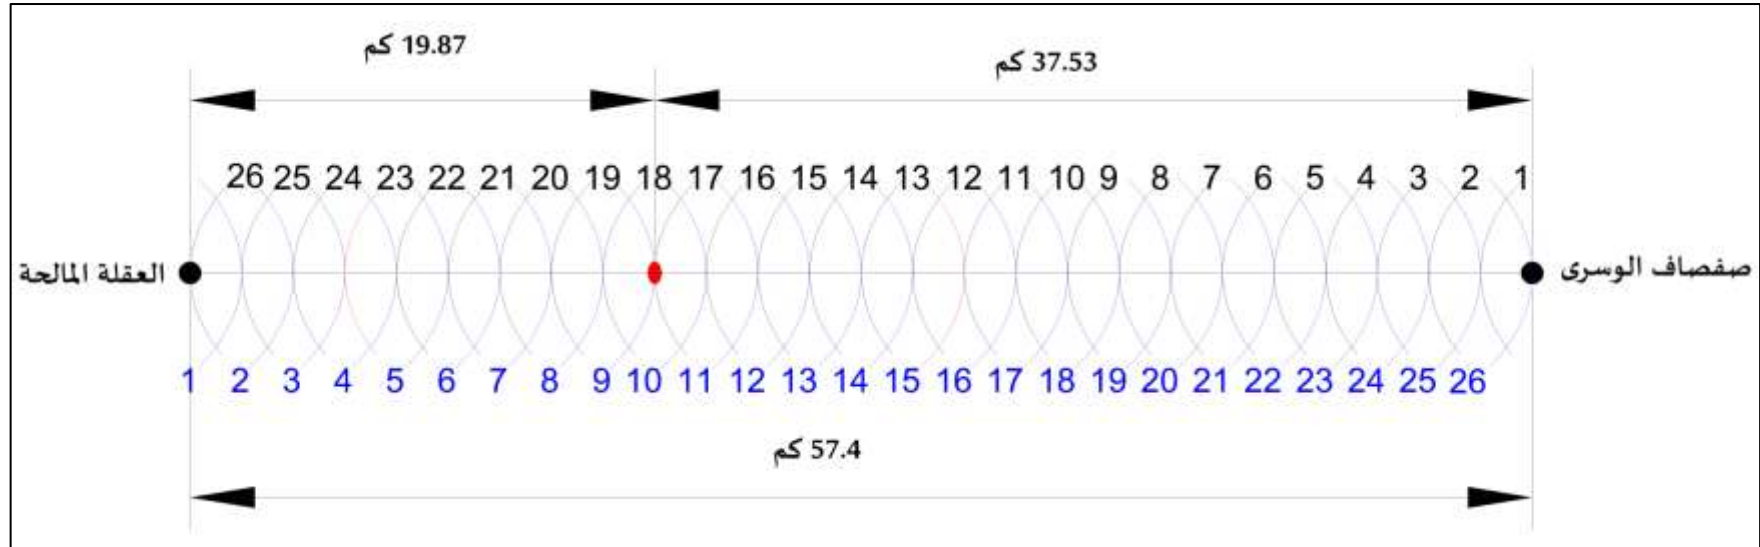 19.87 كم
37.53 كم
26 25 24 23 22 21 20 19 18 17 16 15 14 13 12 11 10 9 8 7 6 5 4 3 2 1
العقلة المالحة
صفصاف الوسرى
1 2 3 4 5 6 7 8 9 10 11 12 13 14 15 16 17 18 19 20 21 22 23 24 25 26
57.4 كم